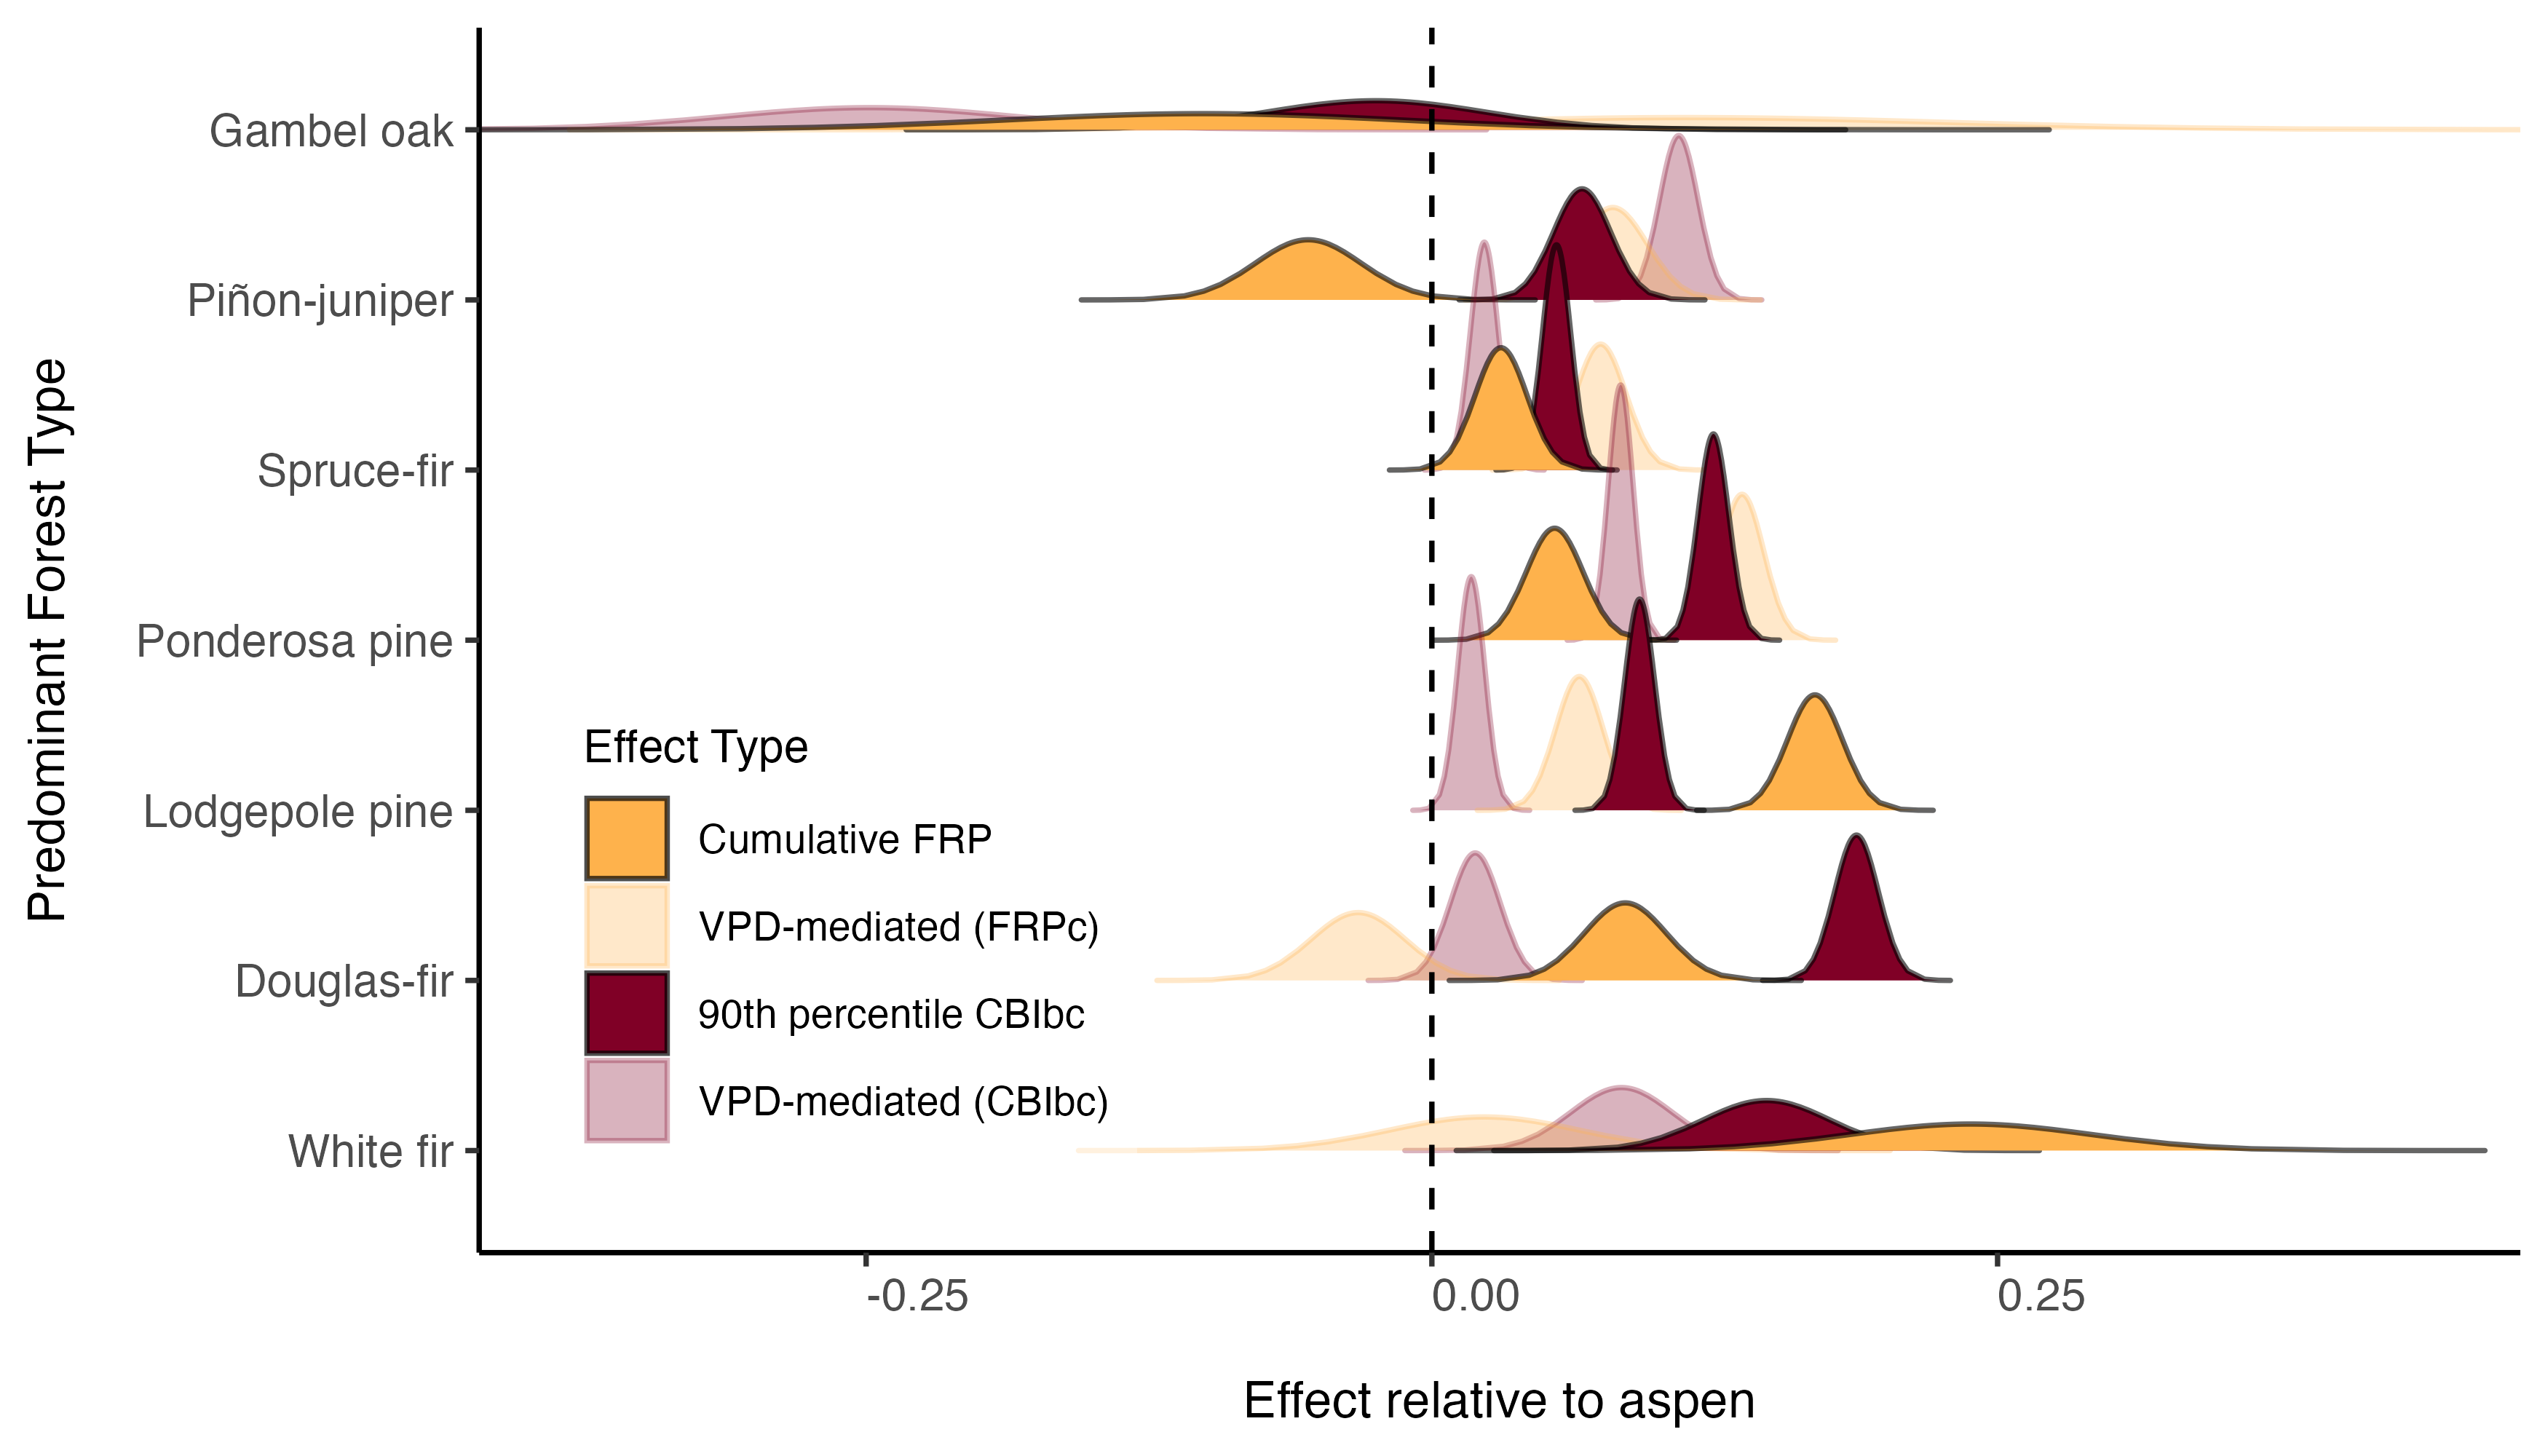 Predominant Forest Type
Gambel oak
Piñon-juniper
Spruce-fir
Ponderosa pine
Lodgepole pine
Douglas-fir
White fir
Effect Type
Cumulative FRP
VPD-mediated (FRPc)
90th percentile CBIbc
VPD-mediated (CBIbc)
-0.25
0.00
0.25
Effect relative to aspen